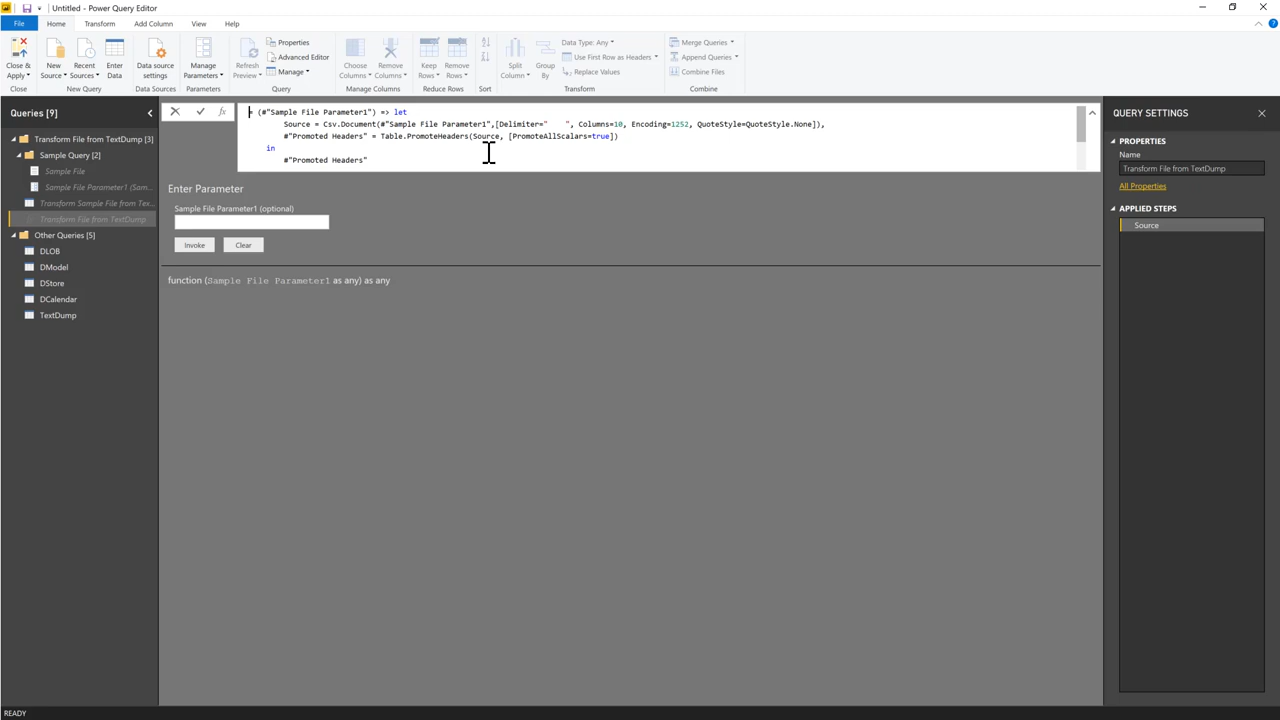 Untitled - Power Query Editor
File Home Transform Add Column View Help
Close & Apply
New Source
Recent Sources
Enter Data
Data source settings
Manage Parameters
Refresh Preview
Properties
Advanced Editor
Manage
Choose Columns
Remove Columns
Keep Rows
Remove Rows
Split Column
Group By
Data Type: Any
Use First Row as Headers
Replace Values
Merge Queries
Append Queries
Combine Files
Close New Query Data Sources Parameters Query Manage Columns Reduce Rows Sort Transform Combine
Queries [9]
Transform File from TextDump [3]
Sample Query [2]
Sample File
Sample File Parameter1 (Sam...
Transform Sample File from Tex...
Transform File from TextDump
Other Queries [5]
DLOB
DModel
DStore
DCalendar
TextDump
fx
= (#"Sample File Parameter1") => let
Source = Csv.Document(#"Sample File Parameter1",[Delimiter="    ", Columns=10, Encoding=1252, QuoteStyle=QuoteStyle.None]),
#"Promoted Headers" = Table.PromoteHeaders(Source, [PromoteAllScalars=true])
in
#"Promoted Headers"
Enter Parameter
Sample File Parameter1 (optional)
Invoke Clear
function (Sample File Parameter1 as any) as any
QUERY SETTINGS
PROPERTIES
Name
Transform File from TextDump
All Properties
APPLIED STEPS
Source
READY